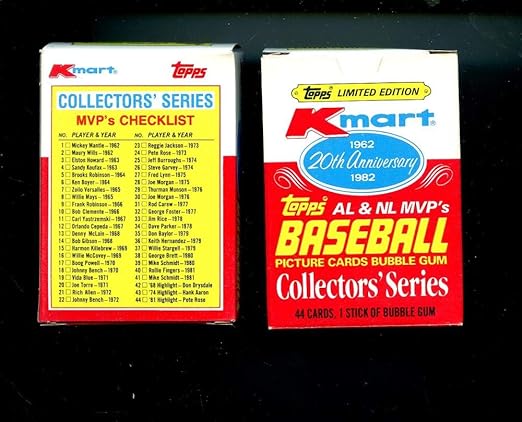 Kmart® Topps
COLLECTORS' SERIES
MVP's CHECKLIST
NO. PLAYER & YEAR
1 Mickey Mantle—1962
2 Maury Wills—1962
3 Elston Howard—1963
4 Sandy Koufax—1963
5 Brooks Robinson—1964
6 Ken Boyer—1964
7 Zoilo Versalles—1965
8 Willie Mays—1965
9 Frank Robinson—1966
10 Bob Clemente—1966
11 Carl Yastrzemski—1967
12 Orlando Cepeda—1967
13 Denny McLain—1968
14 Bob Gibson—1968
15 Harmon Killebrew—1969
16 Willie McCovey—1969
17 Boog Powell—1970
18 Johnny Bench—1970
19 Vida Blue—1971
20 Joe Torre—1971
21 Rich Allen—1972
22 Johnny Bench—1972
NO. PLAYER & YEAR
23 Reggie Jackson—1973
24 Pete Rose—1973
25 Jeff Burroughs—1974
26 Steve Garvey—1974
27 Fred Lynn—1975
28 Joe Morgan—1975
29 Thurman Munson—1976
30 Joe Morgan—1976
31 Rod Carew—1977
32 George Foster—1977
33 Jim Rice—1978
34 Dave Parker—1978
35 Don Baylor—1979
36 Keith Hernandez—1979
37 Willie Stargell—1979
38 George Brett—1980
39 Mike Schmidt—1980
40 Rollie Fingers—1981
41 Mike Schmidt—1981
42 '68 Highlight - Don Drysdale
43 '74 Highlight - Hank Aaron
44 '81 Highlight - Pete Rose
Topps LIMITED EDITION
Kmart®
1962
20th Anniversary
1982
Topps AL & NL MVP's
BASEBALL
PICTURE CARDS BUBBLE GUM
Collectors' Series
44 CARDS, 1 STICK OF BUBBLE GUM